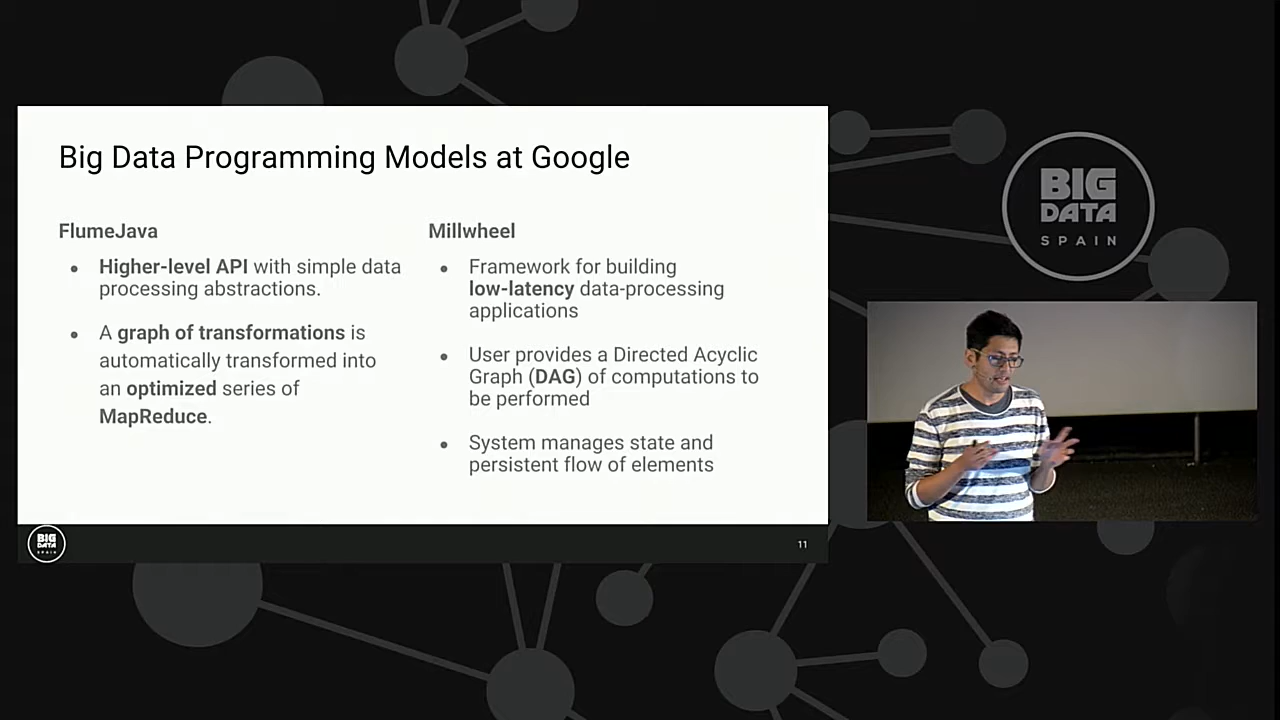 Big Data Programming Models at Google
FlumeJava
● Higher-level API with simple data
processing abstractions.
● A graph of transformations is
automatically transformed into
an optimized series of
MapReduce.
Millwheel
● Framework for building
low-latency data-processing
applications
● User provides a Directed Acyclic
Graph (DAG) of computations to
be performed
● System manages state and
persistent flow of elements
BIG
DATA
SPAIN
11
BIG
DATA
SPAIN